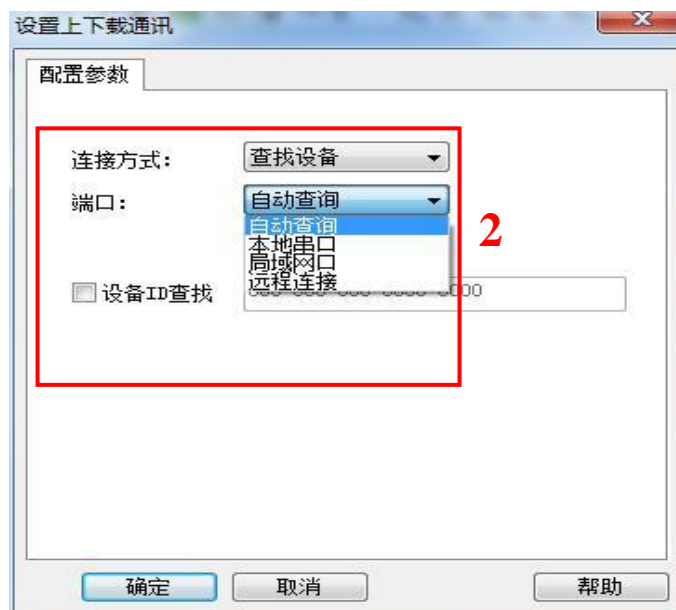 设置上下载通讯
配置参数
连接方式: 查找设备
端口: 自动查询
自动查询
本地串口
局域网口
远程连接
2
设备ID查找
确定 取消 帮助